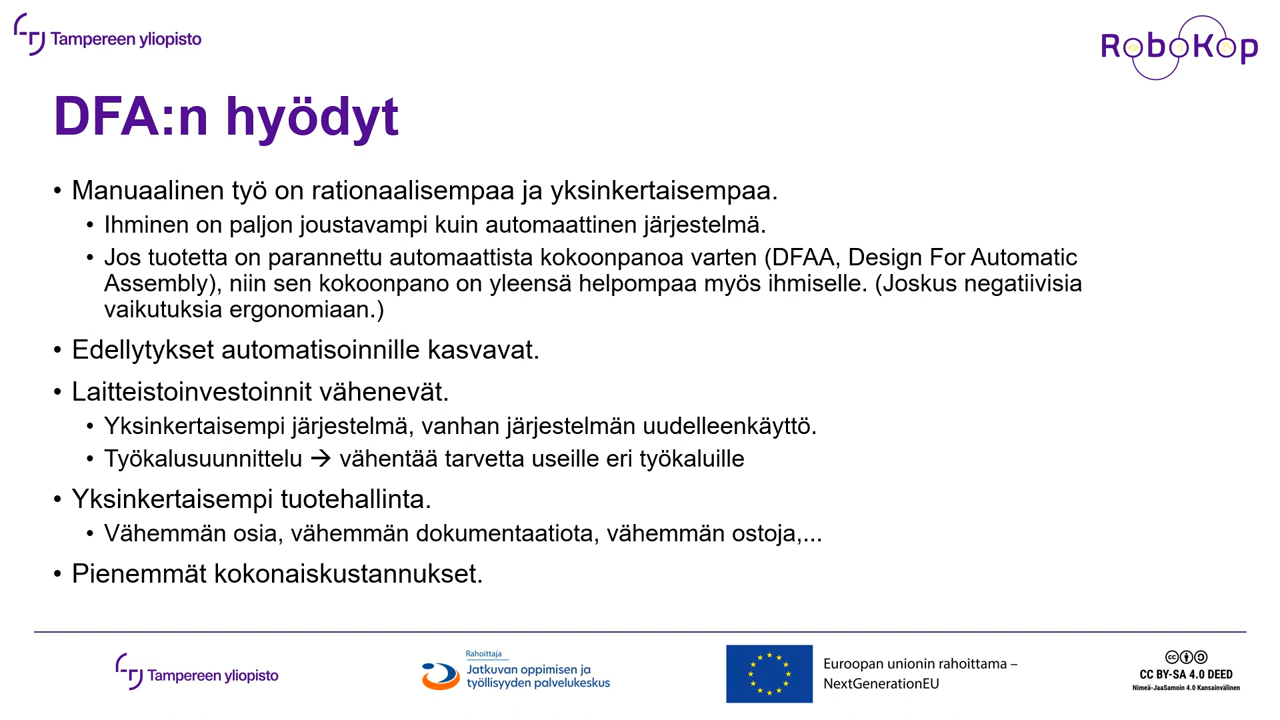 Tampereen yliopisto
RoboKop
DFA:n hyödyt
• Manuaalinen työ on rationaalisempaa ja yksinkertaisempaa.
• Ihminen on paljon joustavampi kuin automaattinen järjestelmä.
• Jos tuotetta on parannettu automaattista kokoonpanoa varten (DFAA, Design For Automatic
Assembly), niin sen kokoonpano on yleensä helpompaa myös ihmiselle. (Joskus negatiivisia
vaikutuksia ergonomiaan.)
• Edellytykset automatisoinnille kasvavat.
• Laitteistoinvestoinnit vähenevät.
• Yksinkertaisempi järjestelmä, vanhan järjestelmän uudelleenkäyttö.
• Työkalusuunnittelu → vähentää tarvetta useille eri työkaluille
• Yksinkertaisempi tuotehallinta.
• Vähemmän osia, vähemmän dokumentaatiota, vähemmän ostoja,...
• Pienemmät kokonaiskustannukset.
Tampereen yliopisto
Rahoittaja
Jatkuvan oppimisen ja
työllisyyden palvelukeskus
Euroopan unionin rahoittama –
NextGenerationEU
CC BY-SA 4.0 DEED
Nimeä-JaaSamoin 4.0 Kansainvälinen